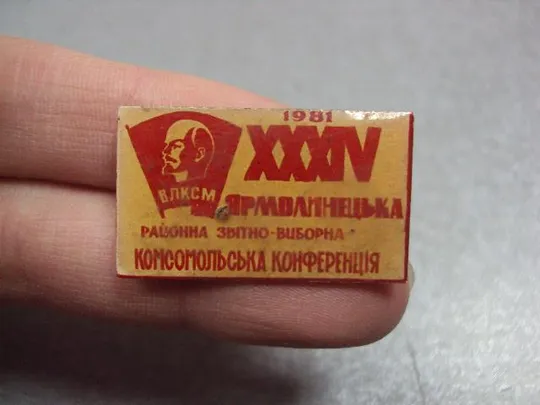 1981
XXXIV
ВЛКСМ
ЯРМОЛИНЕЦЬКА
РАЙОННА ЗВІТНО-ВИБОРНА
КОМСОМОЛЬСЬКА КОНФЕРЕНЦІЯ